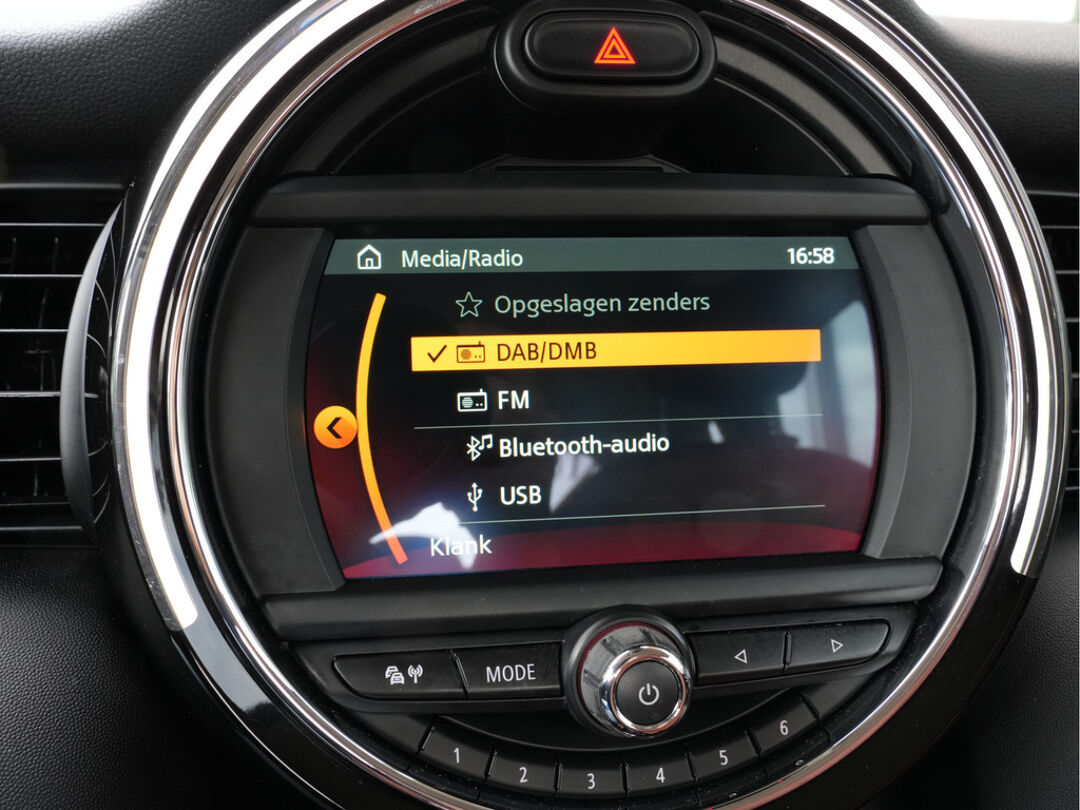 Media/Radio 16:58
Opgeslagen zenders
DAB/DMB
FM
Bluetooth-audio
USB
Klank
MODE
1 2 3 4 5 6